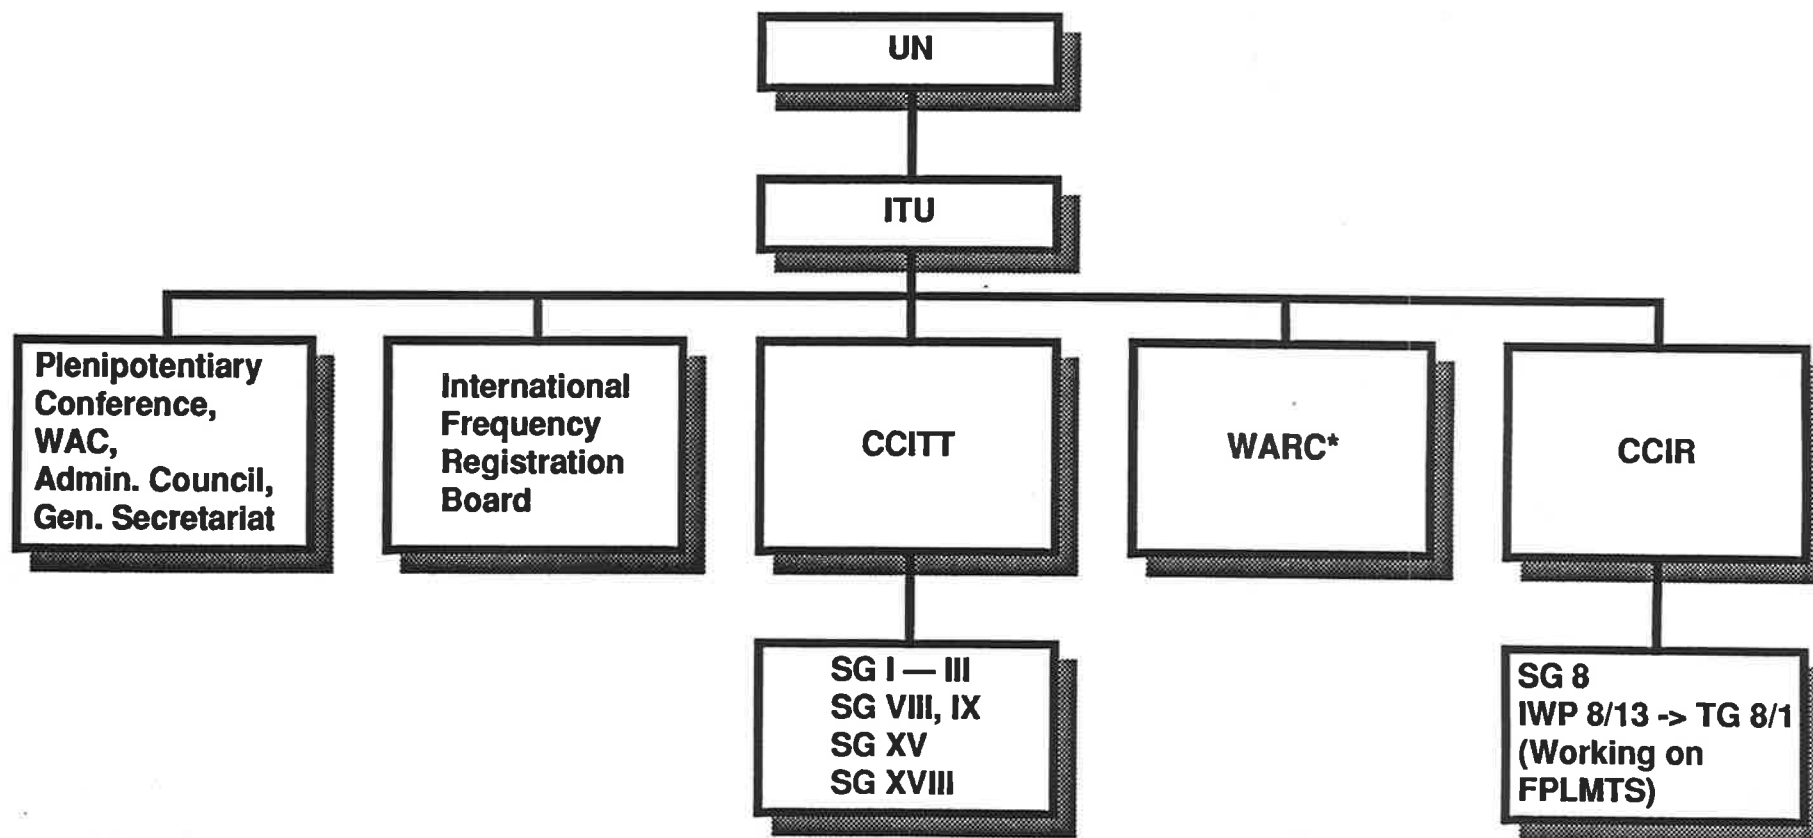 UN
ITU
Plenipotentiary
Conference,
WAC,
Admin. Council,
Gen. Secretariat
International
Frequency
Registration
Board
CCITT
WARC*
CCIR
SG I — III
SG VIII, IX
SG XV
SG XVIII
SG 8
IWP 8/13 -> TG 8/1
(Working on
FPLMTS)